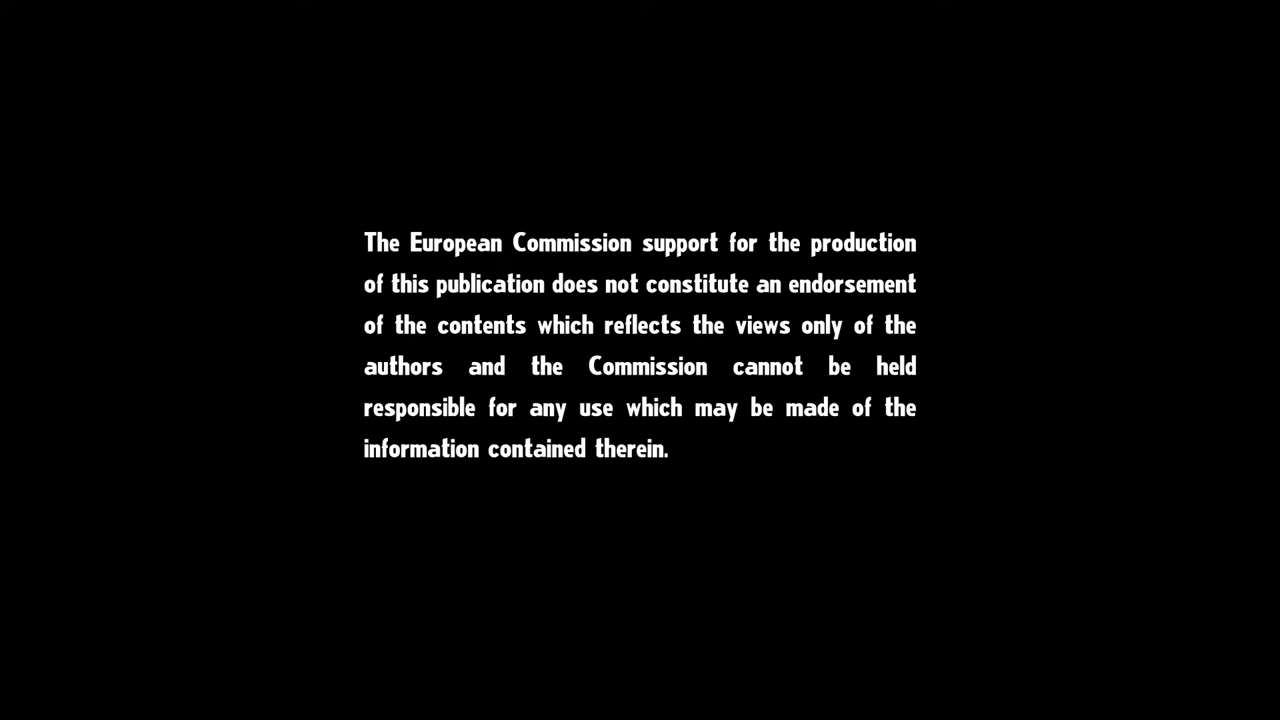 The European Commission support for the production
of this publication does not constitute an endorsement
of the contents which reflects the views only of the
authors and the Commission cannot be held
responsible for any use which may be made of the
information contained therein.